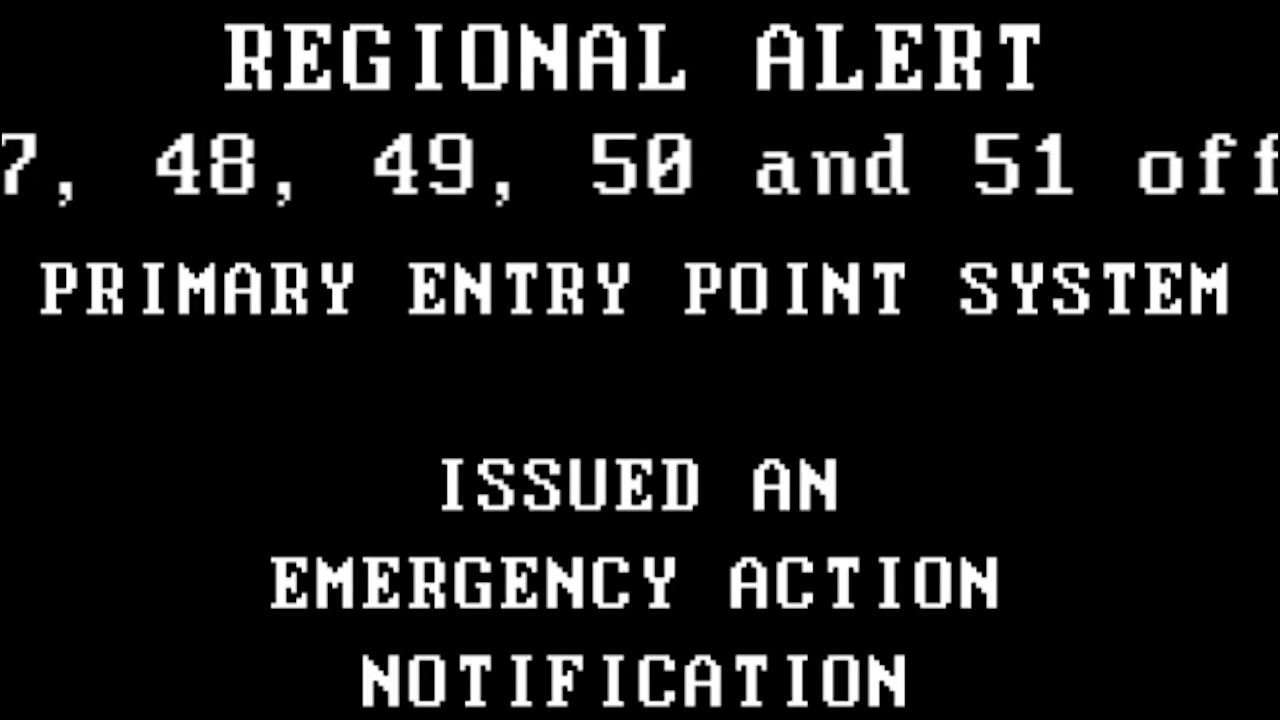 REGIONAL ALERT
7, 48, 49, 50 and 51 off
PRIMARY ENTRY POINT SYSTEM
ISSUED AN
EMERGENCY ACTION
NOTIFICATION